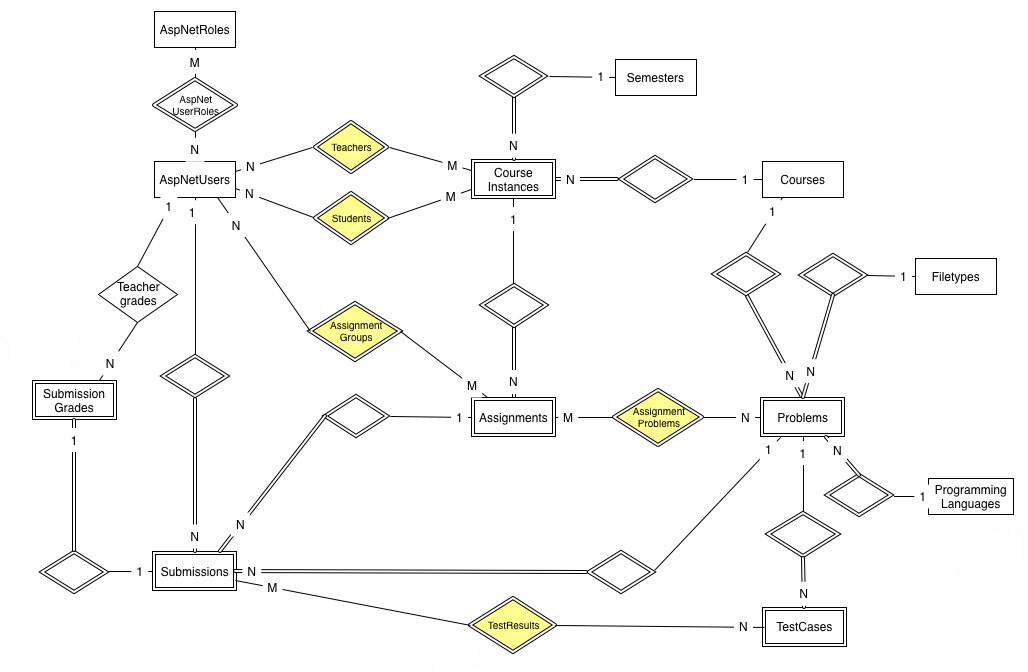 AspNetRoles
M
AspNet
UserRoles
N
AspNetUsers
1
Semesters
N
Teachers
N
M
Course
Instances
N
1
Courses
N
Students
M
1
1
N
1
1
Teacher
grades
N
1
Filetypes
Assignment
Groups
M
N
N
N
Submission
Grades
1
1
Assignments
M
Assignment
Problems
N
Problems
1
1
N
Programming
Languages
1
N
N
1
Submissions
N
M
N
TestResults
N
TestCases